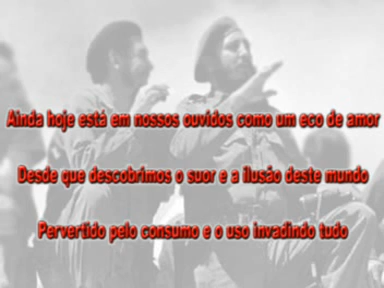 Ainda hoje está em nossos ouvidos como um eco de amor
Desde que descobrimos o suor e a ilusão deste mundo
Pervertido pelo consumo e o uso invadindo tudo